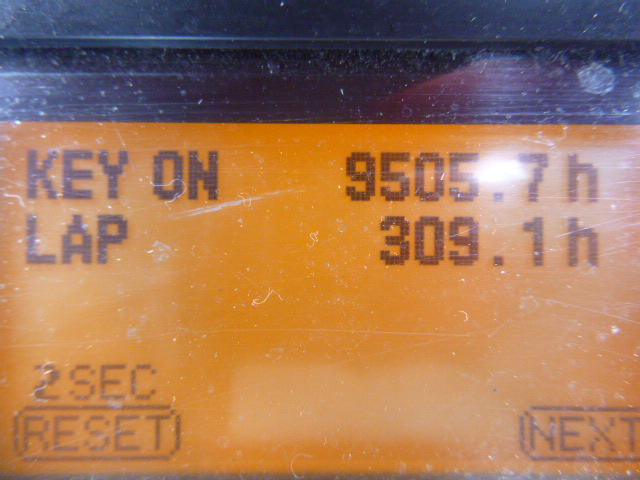 KEY ON 9505.7h
LAP 309.1h
2SEC
RESET NEXT